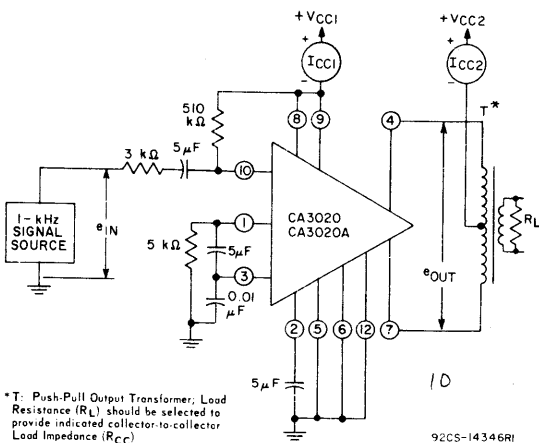 +VCC1
+VCC2
+
ICC1
-
+
ICC2
-
510
kΩ
8
9
4
T*
3 kΩ
5µF
10
1-kHz
SIGNAL
SOURCE
eIN
1
CA3020
CA3020A
RL
5 kΩ
5µF
3
eOUT
0.01
µF
2
5
6
12
7
5µF
10
*T: Push-Pull Output Transformer; Load
Resistance (RL) should be selected to
provide indicated collector-to-collector
Load Impedance (RCC)
92CS-14346R1